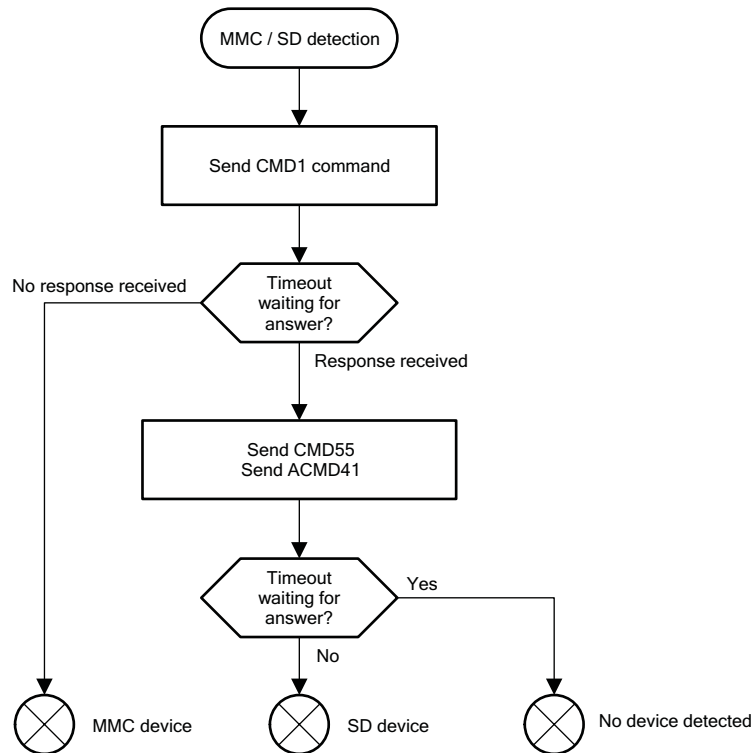 MMC / SD detection
Send CMD1 command
No response received
Timeout
waiting for
answer?
Response received
Send CMD55
Send ACMD41
Timeout
waiting for
answer?
Yes
No
MMC device
SD device
No device detected